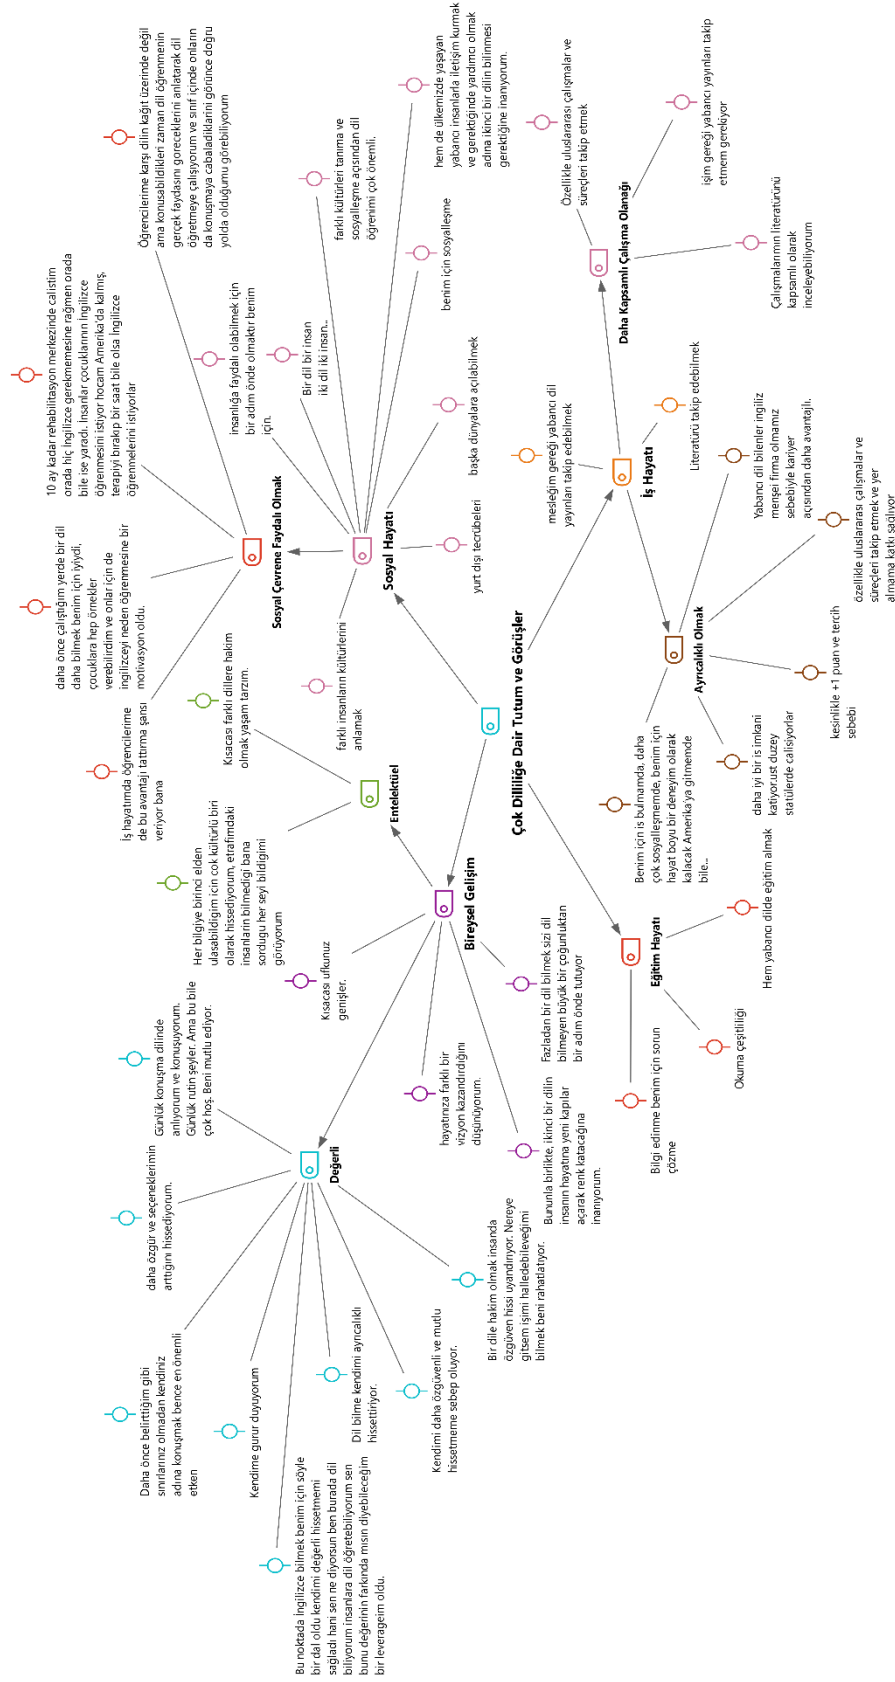 Öğrencilerime karşı dilin kağıt üzerinde değil
ama konusabildikleri zaman dil öğrenmenin
gerçek faydasını goreceklerini anlatarak dil
öğretmeye çalışıyorum ve sınıf içinde onların
da konuşmaya cabaladiklarini görünce doğru
yolda olduğumu görebiliyorum
10 ay kadar rehabilitasyon merkezinde calistim
orada hiç İngilizce gerekmemesine rağmen orada
bile ise yaradı. İnsanlar çocuklarının İngilizce
öğrenmesini istiyor hocam Amerika'da kalmış,
terapiyi bırakıp bir saat bile olsa İngilizce
öğrenmelerini istiyorlar
daha önce çalıştığım yerde bir dil
daha bilmek benim için iyiydi,
çocuklara hep örnekler
verebilirdim ve onlar için de
ingilizceyi neden öğrenmesine bir
motivasyon oldu.
İş hayatımda öğrencilerime
de bu avantajı tattırma şansı
veriyor bana
Sosyal Çevrene Faydalı Olmak
insanlığa faydalı olabilmek için
bir adım önde olmaktır benim
için.
Bir dil bir insan
iki dil iki insan..
farklı kültürleri tanıma ve
sosyalleşme açısından dil
öğrenimi çok önemli.
hem de ülkemizde yaşayan
yabancı insanlarla iletişim kurmak
ve gerektiğinde yardımcı olmak
adına ikinci bir dilin bilinmesi
gerektiğine inanıyorum.
benim için sosyalleşme
başka dünyalara açılabilmek
yurt dışı tecrübeleri
farklı insanların kültürlerini
anlamak
Sosyal Hayatı
Kısacası farklı dillere hakim
olmak yaşam tarzım.
Her bilgiye birinci elden
ulasabildigim icin cok kültürlü biri
olarak hissediyorum, etrafımdaki
insanlarin bilmediği bana
sordugu her seyi bildigimi
görüyorum
Entelektüel
Çok Dilliliğe Dair Tutum ve Görüşler
Bireysel Gelişim
Kısacası ufkunuz
genişler.
hayatınıza farklı bir
vizyon kazandırdığını
düşünüyorum.
Fazladan bir dil bilmek sizi dil
bilmeyen büyük bir çoğunluktan
bir adım önde tutuyor
Bununla birlikte, ikinci bir dilin
insanın hayatına yeni kapılar
açarak renk katacağına
inanıyorum.
Değerli
Günlük konuşma dilinde
anlıyorum ve konuşuyorum.
Günlük rutin şeyler. Ama bu bile
çok hoş. Beni mutlu ediyor.
daha özgür ve seçeneklerimin
arttığını hissediyorum.
Daha önce belirttiğim gibi
sınırlarınız olmadan kendiniz
adına konuşmak bence en önemli
etken
Kendime gurur duyuyorum
Bu noktada İngilizce bilmek benim için söyle
bir dal oldu kendimi değerli hissetmemi
sağladı hani sen ne diyorsun ben burada dil
biliyorum insanlara dil öğretebiliyorum sen
bunu değerinin farkında mısın diyebileceğim
bir leverageim oldu.
Dil bilme kendimi ayrıcalıklı
hissettiriyor.
Kendimi daha özgüvenli ve mutlu
hissetmeme sebep oluyor.
Bir dile hakim olmak insanda
özgüven hissi uyandırıyor. Nereye
gitsem işimi halledebileveğimi
bilmek beni rahatlatıyor.
İş Hayatı
mesleğim gereği yabancı dil
yayınları takip edebilmek
Literatürü takip edebilmek
Daha Kapsamlı Çalışma Olanağı
Özellikle uluslararası çalışmalar ve
süreçleri takip etmek
işim gereği yabancı yayınları takip
etmem gerekiyor
Çalışmalarımın literatürünü
kapsamlı olarak
inceleyebiliyorum
Ayrıcalıklı Olmak
Yabancı dil bilenler ingiliz
menşei firma olmamız
sebebiyle kariyer
açısından daha avantajlı.
özellikle uluslararası çalışmalar ve
süreçleri takip etmek ve yer
almama katkı sağlıyor
kesinlikle +1 puan ve tercih
sebebi
daha iyi bir is imkani
katiyor.ust duzey
statülerde calisiyorlar
Benim için is bulmamda, daha
çok sosyalleşmemde, benim için
hayat boyu bir deneyim olarak
kalacak Amerika'ya gitmemde
bile..
Eğitim Hayatı
Hem yabancı dilde eğitim almak
Okuma çeşitliliği
Bilgi edinme benim için sorun
çözme